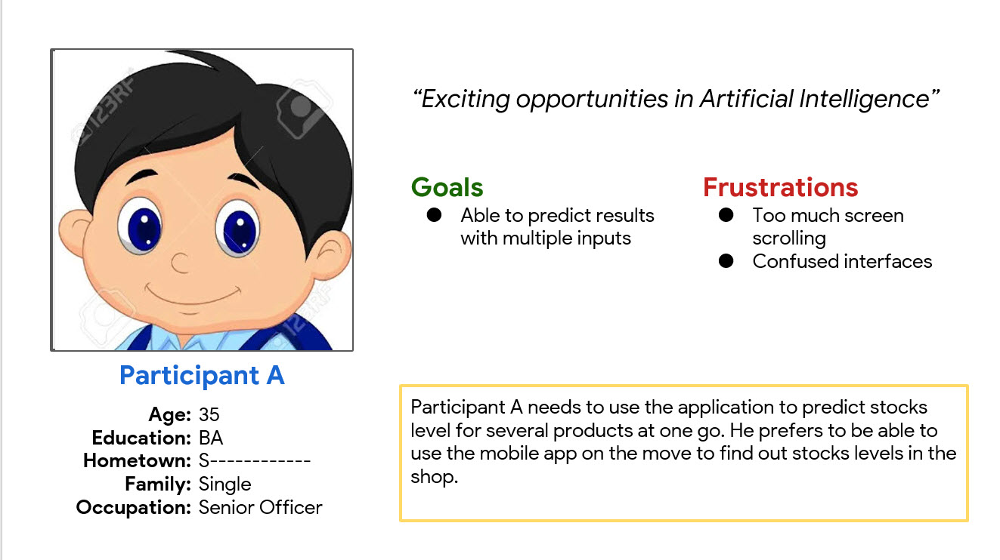 “Exciting opportunities in Artificial Intelligence”
Goals
● Able to predict results
with multiple inputs
Frustrations
● Too much screen
scrolling
● Confused interfaces
©123RF
123RF
Participant A
Age: 35
Education: BA
Hometown: S------------
Family: Single
Occupation: Senior Officer
Participant A needs to use the application to predict stocks
level for several products at one go. He prefers to be able to
use the mobile app on the move to find out stocks levels in the
shop.